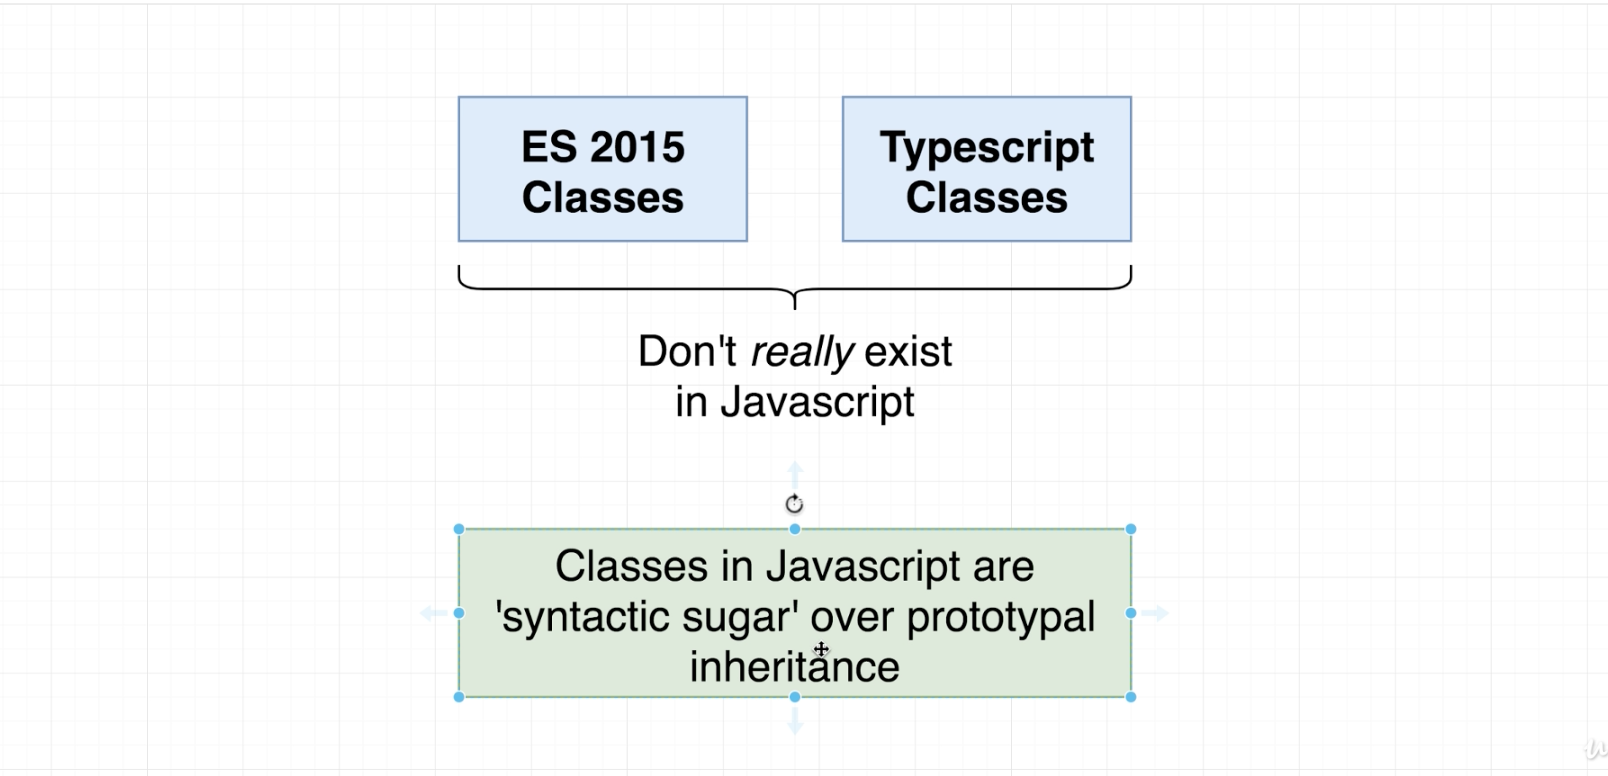 ES 2015
Classes
Typescript
Classes
Don't really exist
in Javascript
Classes in Javascript are
'syntactic sugar' over prototypal
inheritance